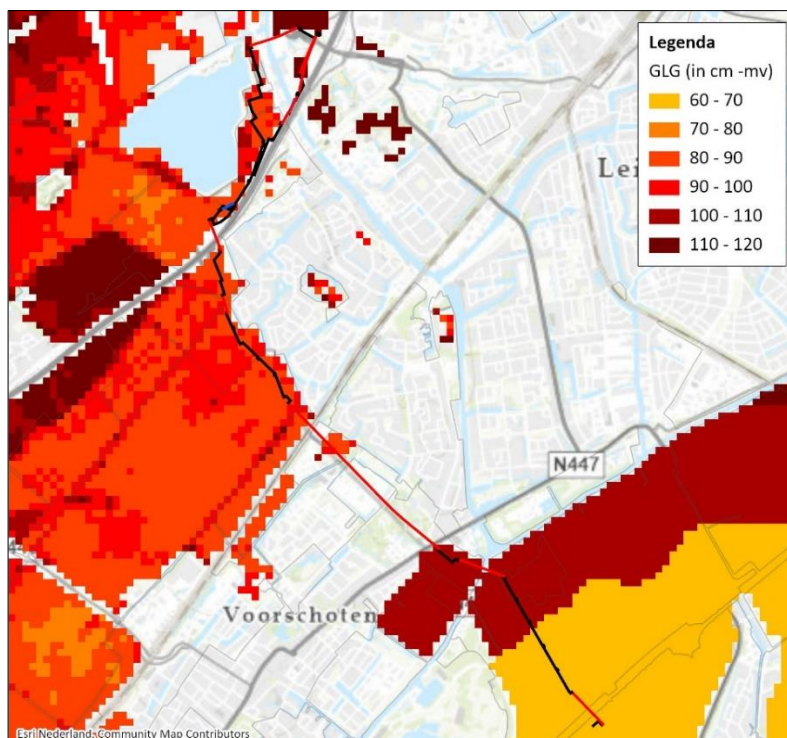 Legenda
GLG (in cm -mv)
60 - 70
70 - 80
80 - 90
90 - 100
100 - 110
110 - 120
Lei
N447
Voorschoten
Esri Nederland, Community Map Contributors